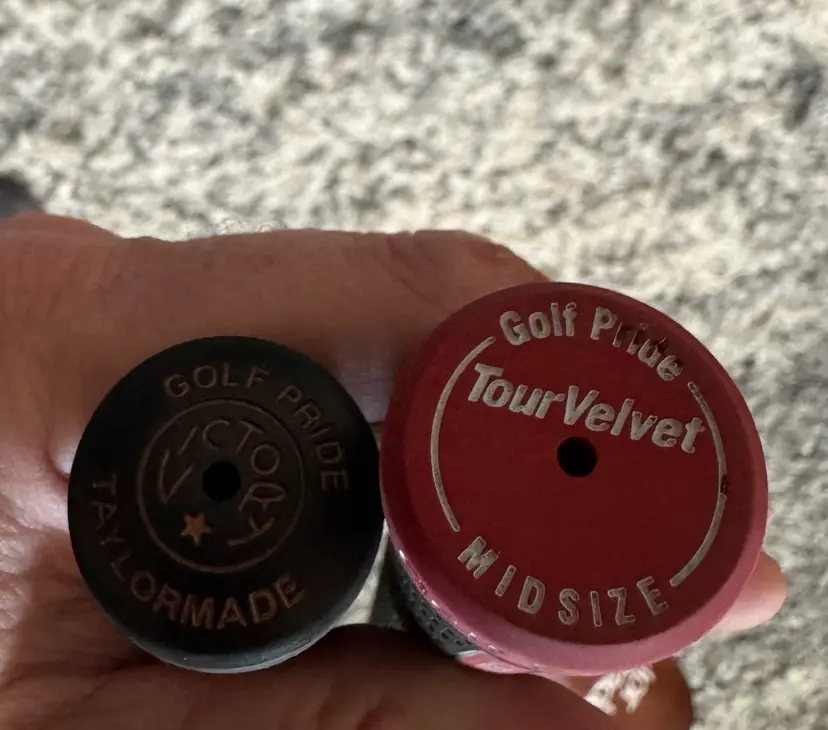 GOLF PRIDE
VICTORY
TAYLORMADE
Golf Pride
TourVelvet
MIDSIZE